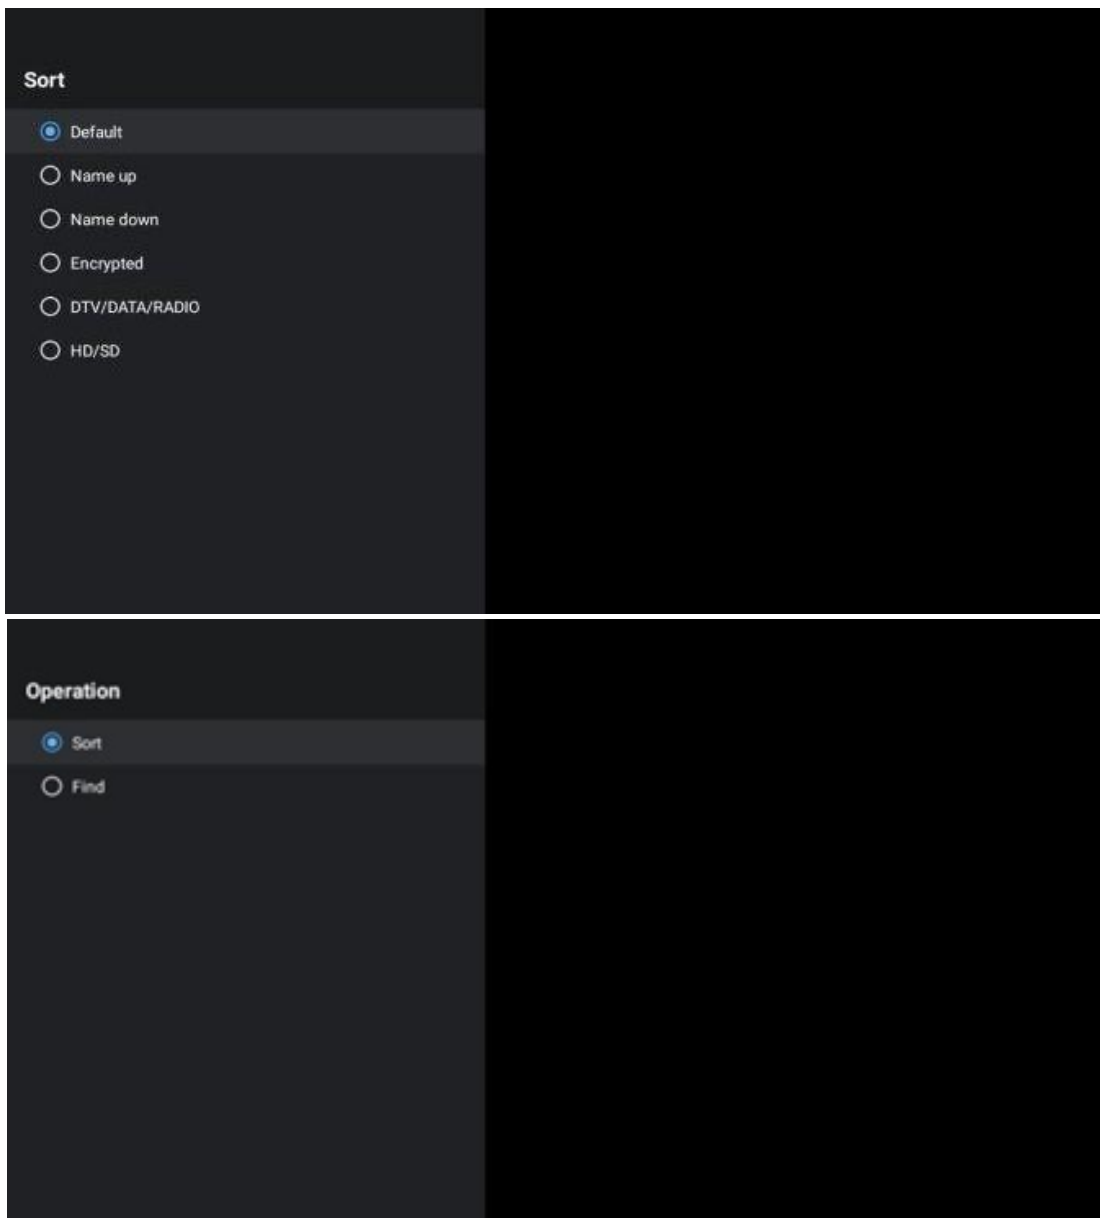 Sort
Default
Name up
Name down
Encrypted
DTV/DATA/RADIO
HD/SD
Operation
Sort
Find